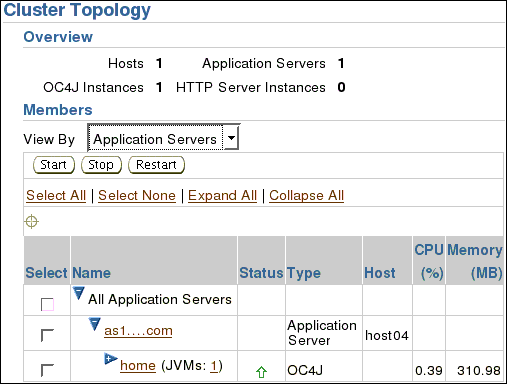 Cluster Topology
Overview
Hosts 1 Application Servers 1
OC4J Instances 1 HTTP Server Instances 0
Members
View By Application Servers
Start Stop Restart
Select All | Select None | Expand All | Collapse All
Select Name Status Type Host CPU (%) Memory (MB)
All Application Servers
as1....com Application Server host04
home (JVMs: 1) OC4J 0.39 310.98